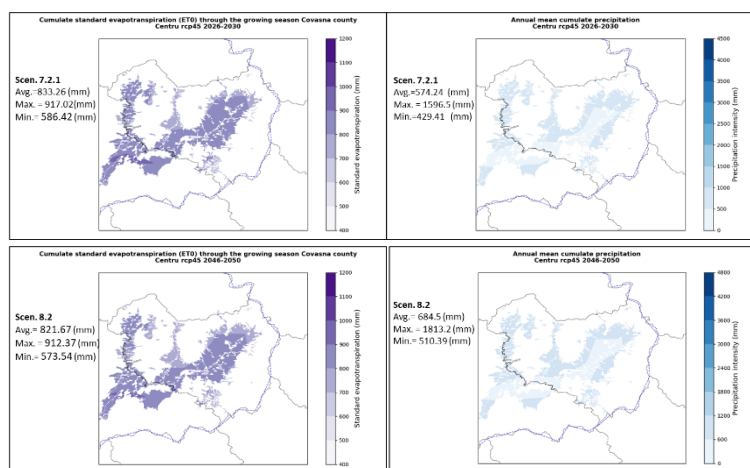 Cumulate standard evapotranspiration (ET0) through the growing season Covasna county
Centru rcp45 2026-2030
Scen. 7.2.1
Avg.=833.26 (mm)
Max. = 917.02(mm)
Min.= 586.42 (mm)
1200
1100
1000
900
800
700
600
500
400
Standard evapotranspiration (mm)
Annual mean cumulate precipitation
Centru rcp45 2026-2030
Scen. 7.2.1
Avg.=574.24 (mm)
Max. = 1596.5(mm)
Min.=429.41 (mm)
4500
4000
3500
3000
2500
2000
1500
1000
500
0
Precipitation intensity (mm)
Cumulate standard evapotranspiration (ET0) through the growing season Covasna county
Centru rcp45 2046-2050
Scen. 8.2
Avg. = 821.67 (mm)
Max. = 912.37 (mm)
Min.= 573.54 (mm)
1200
1100
1000
900
800
700
600
500
400
Standard evapotranspiration (mm)
Annual mean cumulate precipitation
Centru rcp45 2046-2050
Scen. 8.2
Avg. = 684.5 (mm)
Max. = 1813.2 (mm)
Min.= 510.39 (mm)
4800
4200
3600
3000
2400
1800
1200
600
0
Precipitation intensity (mm)